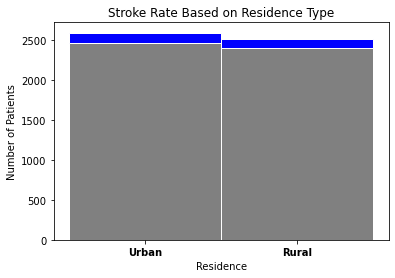 Stroke Rate Based on Residence Type
Number of Patients
2500
2000
1500
1000
500
0
Urban
Rural
Residence